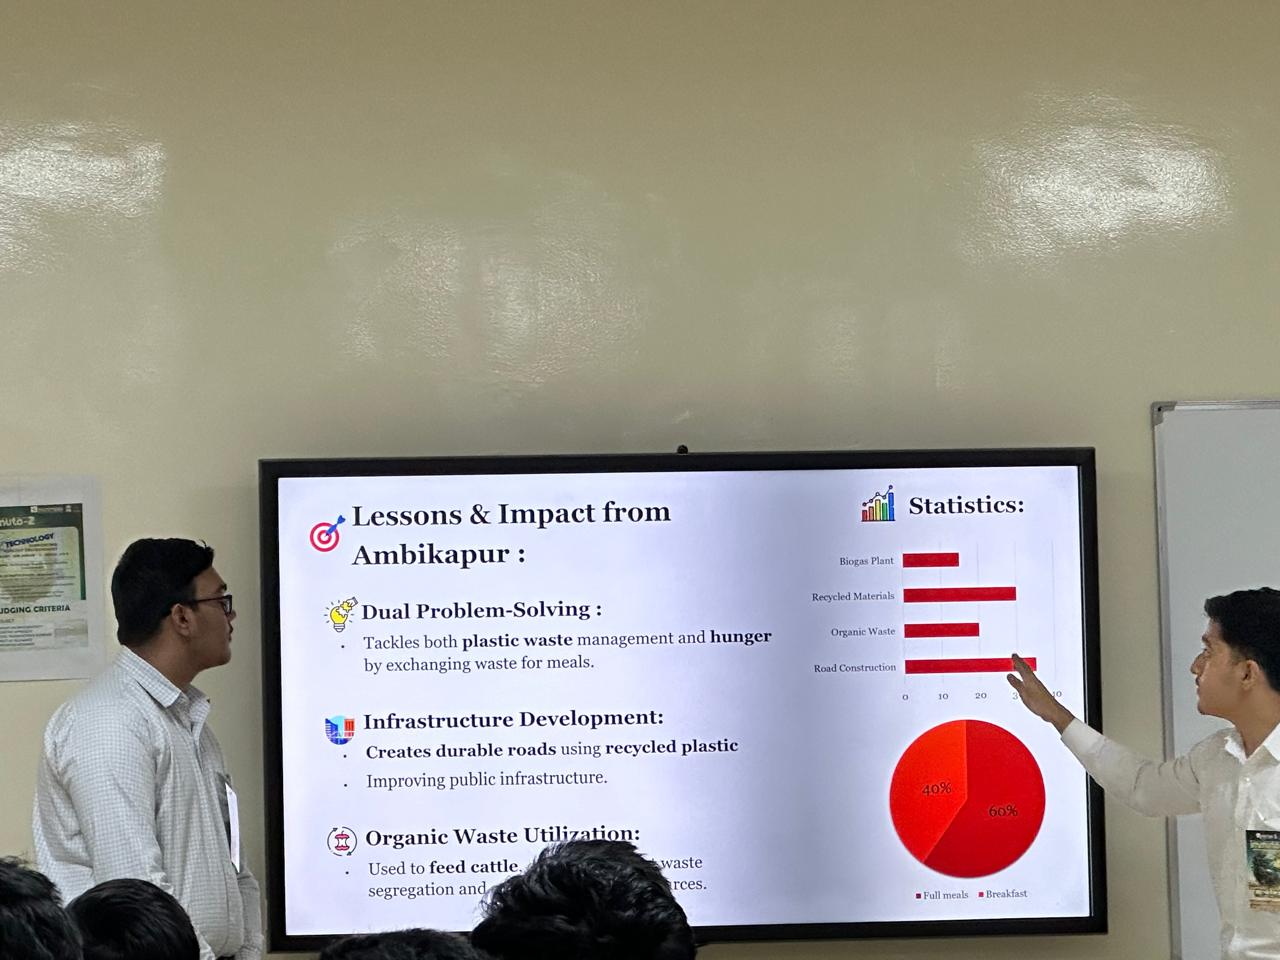 TECHNOLOGY
JUDGING CRITERIA
Lessons & Impact from
Ambikapur :
Dual Problem-Solving :
Tackles both plastic waste management and hunger
by exchanging waste for meals.
Infrastructure Development:
Creates durable roads using recycled plastic
Improving public infrastructure.
Organic Waste Utilization:
Used to feed cattle, waste
segregation and
Statistics:
Biogas Plant
Recycled Materials
Organic Waste
Road Construction
0 10 20
40%
60%
Full meals Breakfast